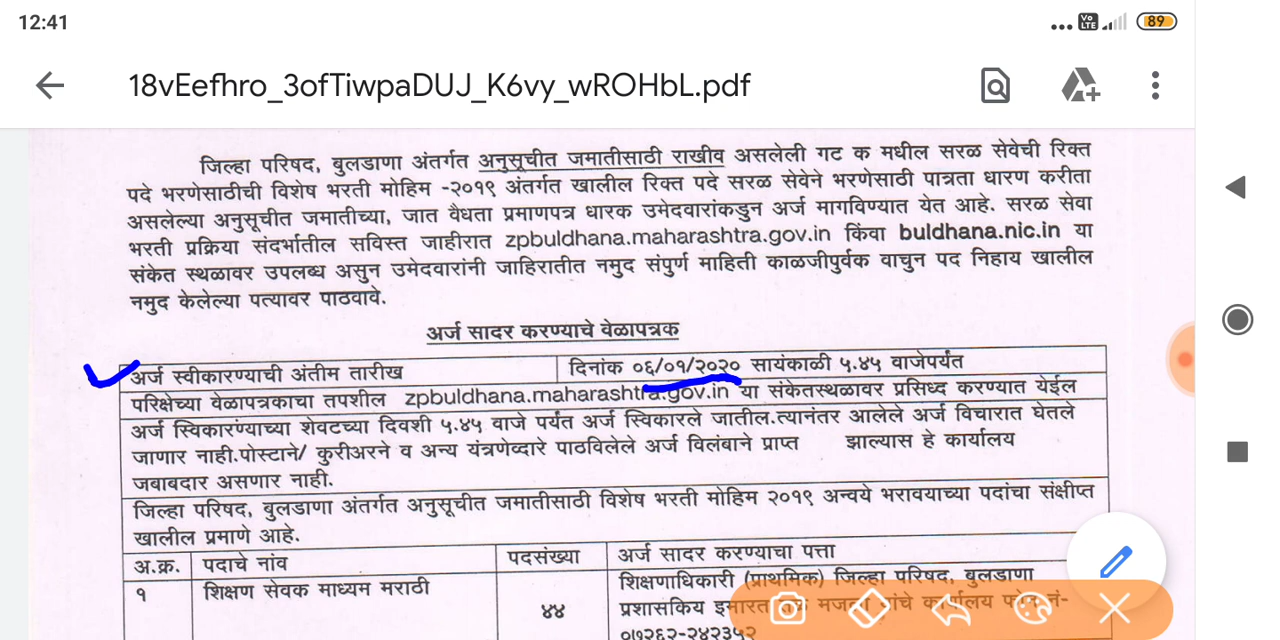 12:41
Vo LTE 89
18vEefhro_3ofTiwpaDUJ_K6vy_wROHbL.pdf
जिल्हा परिषद, बुलडाणा अंतर्गत अनुसूचीत जमातीसाठी राखीव असलेली गट क मधील सरळ सेवेची रिक्त
पदे भरणेसाठीची विशेष भरती मोहिम -२०१९ अंतर्गत खालील रिक्त पदे सरळ सेवेने भरणेसाठी पात्रता धारण करीता
असलेल्या अनुसूचीत जमातीच्या, जात वैधता प्रमाणपत्र धारक उमेदवारांकडुन अर्ज मागविण्यात येत आहे. सरळ सेवा
भरती प्रक्रिया संदर्भातील सविस्त जाहीरात zpbuldhana.maharashtra.gov.in किंवा buldhana.nic.in या
संकेत स्थळावर उपलब्ध असुन उमेदवारांनी जाहिरातीत नमुद संपुर्ण माहिती काळजीपुर्वक वाचुन पद निहाय खालील
नमुद केलेल्या पत्यावर पाठवावे.
अर्ज सादर करण्याचे वेळापत्रक
अर्ज स्वीकारण्याची अंतीम तारीख दिनांक ०६/०१/२०२० सायंकाळी ५.४५ वाजेपर्यंत
परिक्षेच्या वेळापत्रकाचा तपशील zpbuldhana.maharashtra.gov.in या संकेतस्थळावर प्रसिध्द करण्यात येईल
अर्ज स्विकारण्याच्या शेवटच्या दिवशी ५.४५ वाजे पर्यंत अर्ज स्विकारले जातील.त्यानंतर आलेले अर्ज विचारात घेतले
जाणार नाही.पोस्टाने/ कुरीअरने व अन्य यंत्रणेव्दारे पाठविलेले अर्ज विलंबाने प्राप्त झाल्यास हे कार्यालय
जबाबदार असणार नाही.
जिल्हा परिषद, बुलडाणा अंतर्गत अनुसूचीत जमातीसाठी विशेष भरती मोहिम २०१९ अन्वये भरावयाच्या पदांचा संक्षीप्त
खालील प्रमाणे आहे.
अ.क्र. पदाचे नांव पदसंख्या अर्ज सादर करण्याचा पत्ता
१ शिक्षण सेवक माध्यम मराठी ४४ शिक्षणाधिकारी (प्राथमिक) जिल्हा परिषद, बुलडाणा
प्रशासकिय इमारत मजला यांचे कार्यालय फोन नं-
०७२६२-२४२३५२